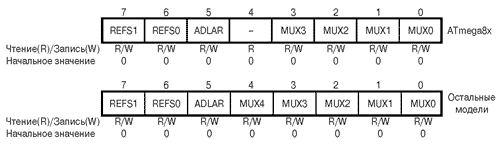 7 6 5 4 3 2 1 0
REFS1 REFS0 ADLAR – MUX3 MUX2 MUX1 MUX0 ATmega8x
Чтение(R)/Запись(W) R/W R/W R/W R R/W R/W R/W R/W
Начальное значение 0 0 0 0 0 0 0 0
7 6 5 4 3 2 1 0
REFS1 REFS0 ADLAR MUX4 MUX3 MUX2 MUX1 MUX0 Остальные
модели
Чтение(R)/Запись(W) R/W R/W R/W R/W R/W R/W R/W R/W
Начальное значение 0 0 0 0 0 0 0 0